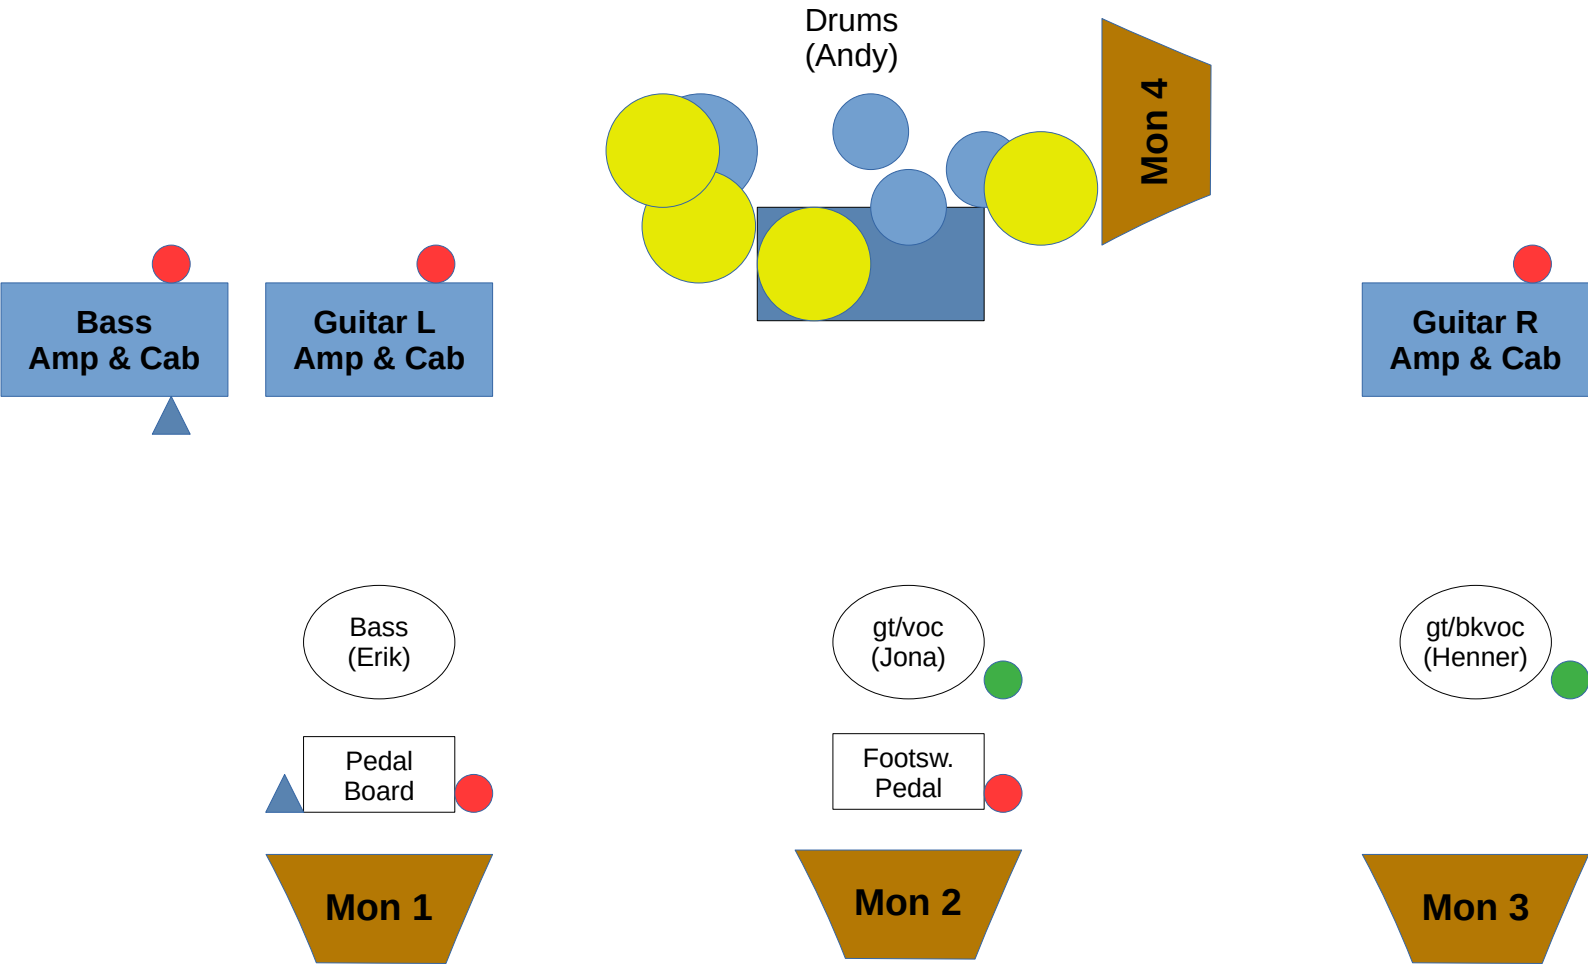 Drums
(Andy)
Mon 4
Bass
Amp & Cab
Guitar L
Amp & Cab
Guitar R
Amp & Cab
Bass
(Erik)
gt/voc
(Jona)
gt/bkvoc
(Henner)
Pedal
Board
Footsw.
Pedal
Mon 1
Mon 2
Mon 3